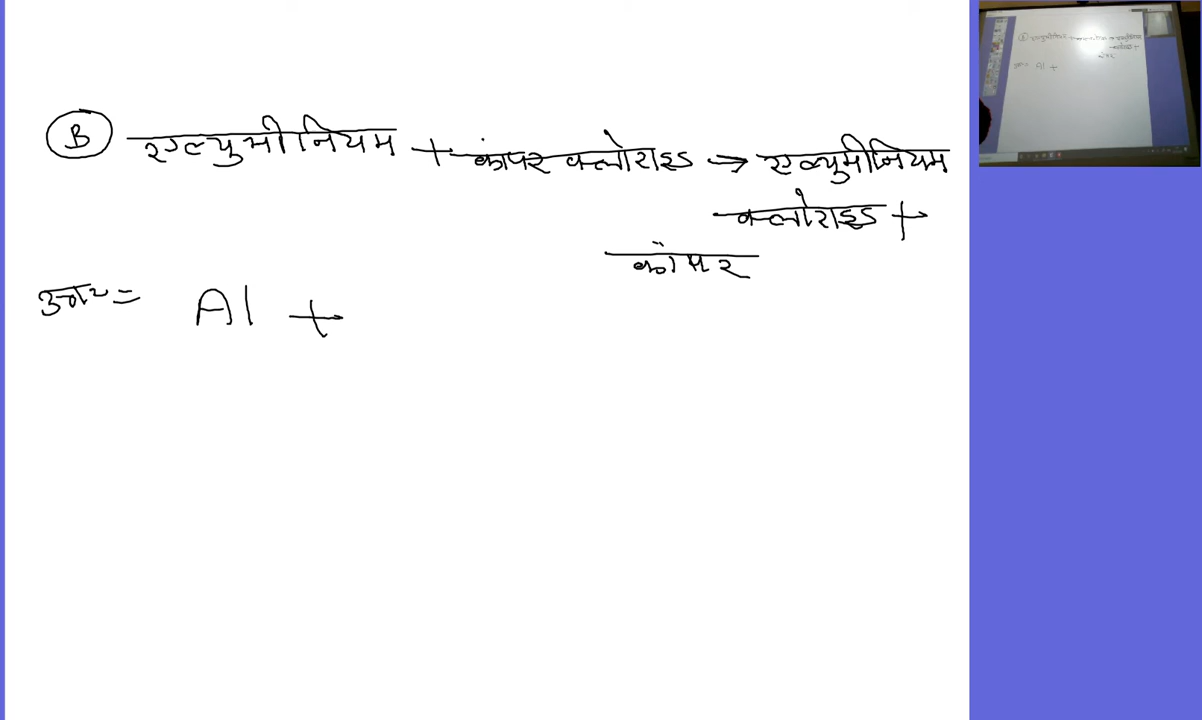 B एल्युमीनियम + कॉपर क्लोराइड → एल्युमीनियम
क्लोराइड +
कॉपर
उत्तर = Al +